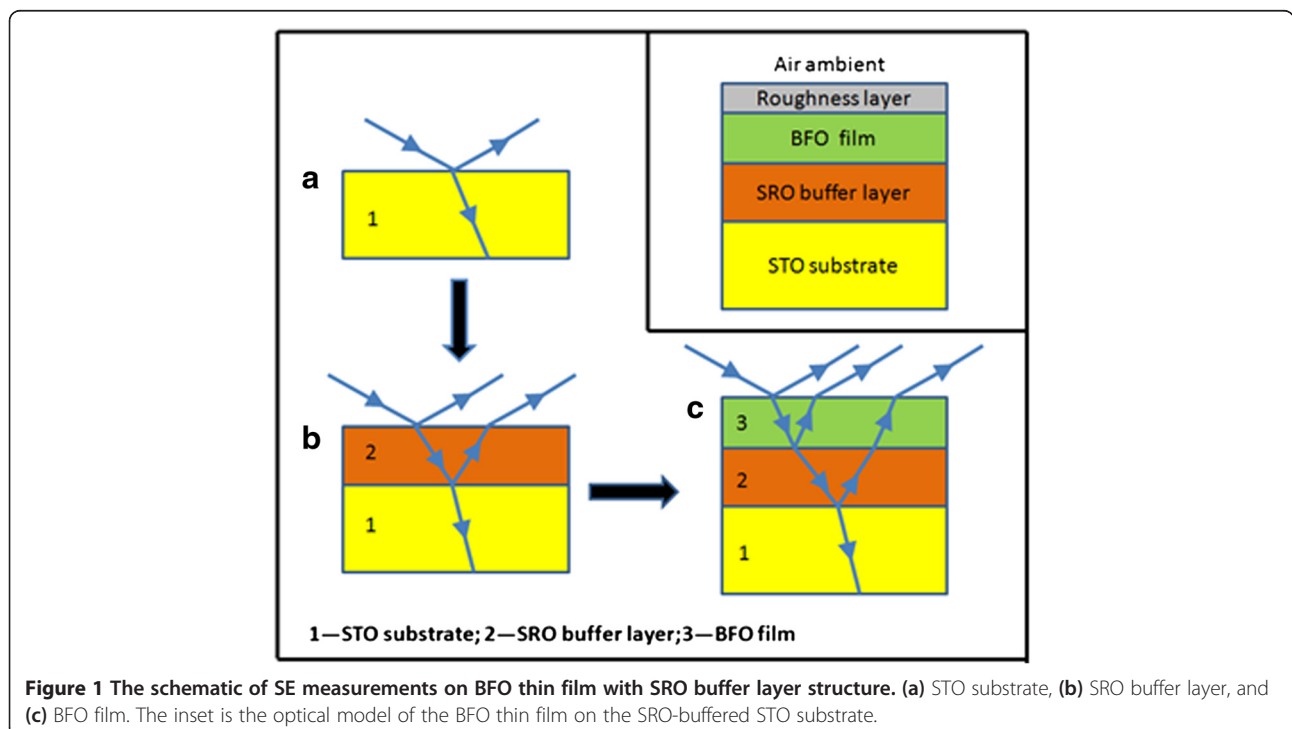 Air ambient
Roughness layer
BFO film
SRO buffer layer
STO substrate
a
1
b
2
1
c
3
2
1
1—STO substrate; 2—SRO buffer layer;3—BFO film
Figure 1 The schematic of SE measurements on BFO thin film with SRO buffer layer structure. (a) STO substrate, (b) SRO buffer layer, and
(c) BFO film. The inset is the optical model of the BFO thin film on the SRO-buffered STO substrate.